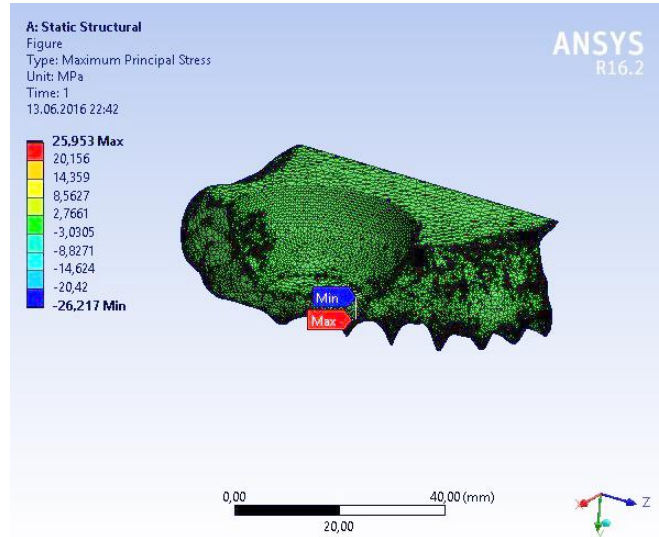 A: Static Structural
Figure
Type: Maximum Principal Stress
Unit: MPa
Time: 1
13.06.2016 22:42
ANSYS
R16.2
25,953 Max
20,156
14,359
8,5627
2,7661
-3,0305
-8,8271
-14,624
-20,42
-26,217 Min
Min
Max
0,00
40,00 (mm)
20,00
X
Y
Z